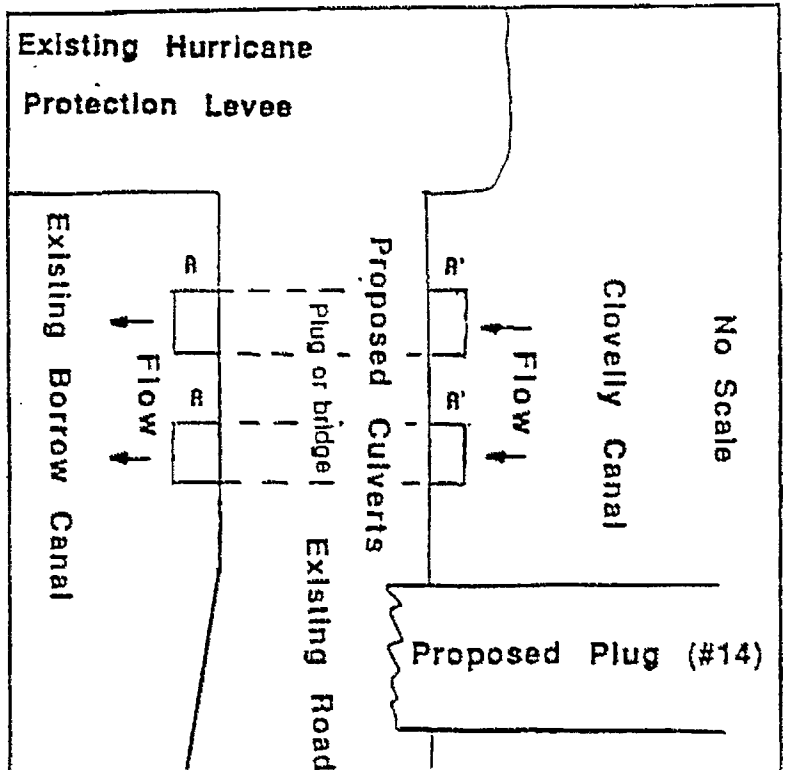 Existing Hurricane
Protection Levee
Existing Borrow Canal
A
A
Flow
Proposed Culverts
Plug or bridge
A'
A'
Flow
Clovelly Canal
No Scale
Existing Road
Proposed Plug (#14)